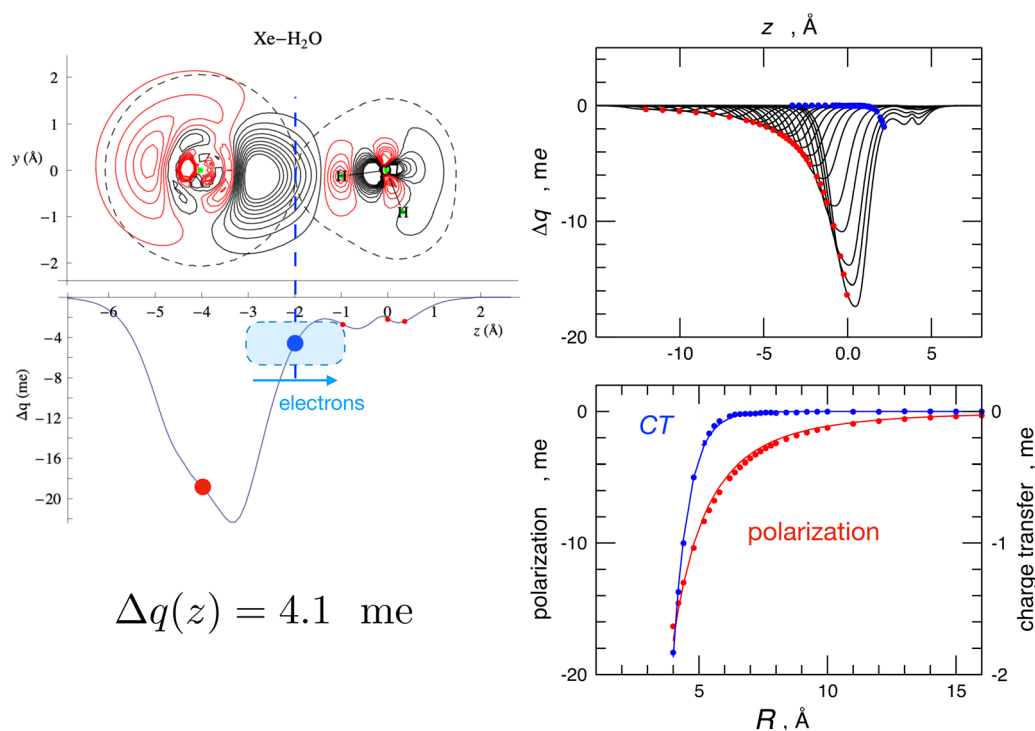 Xe−H₂O
2
1
y (Å)
0
H
−1
H
−2
−6
−5
−4
−3
−2
−1
0
1
2
z (Å)
−4
−8
Δq (me)
−12
−16
−20
electrons
Δq(z) = 4.1 me
z , Å
0
Δq , me
-10
-20
-10
-5
0.0
5
0
CT
0
polarization , me
polarization
-10
-1
charge transfer, me
-20
-2
5
10
15
R , Å